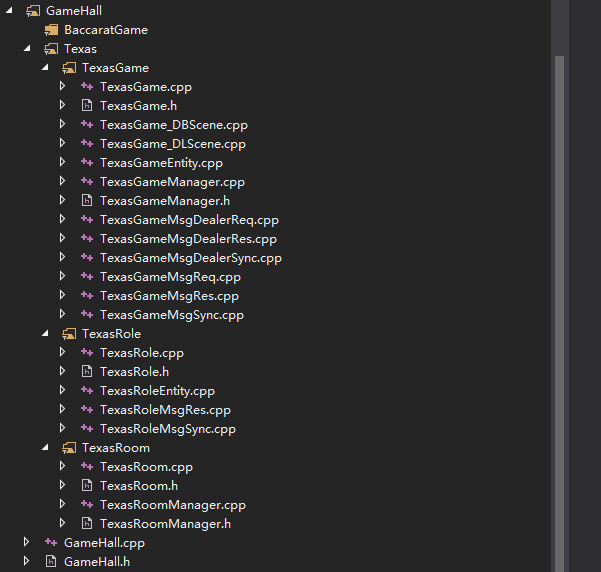 GameHall
BaccaratGame
Texas
TexasGame
TexasGame.cpp
TexasGame.h
TexasGame_DBScene.cpp
TexasGame_DLScene.cpp
TexasGameEntity.cpp
TexasGameManager.cpp
TexasGameManager.h
TexasGameMsgDealerReq.cpp
TexasGameMsgDealerRes.cpp
TexasGameMsgDealerSync.cpp
TexasGameMsgReq.cpp
TexasGameMsgRes.cpp
TexasGameMsgSync.cpp
TexasRole
TexasRole.cpp
TexasRole.h
TexasRoleEntity.cpp
TexasRoleMsgRes.cpp
TexasRoleMsgSync.cpp
TexasRoom
TexasRoom.cpp
TexasRoom.h
TexasRoomManager.cpp
TexasRoomManager.h
GameHall.cpp
GameHall.h